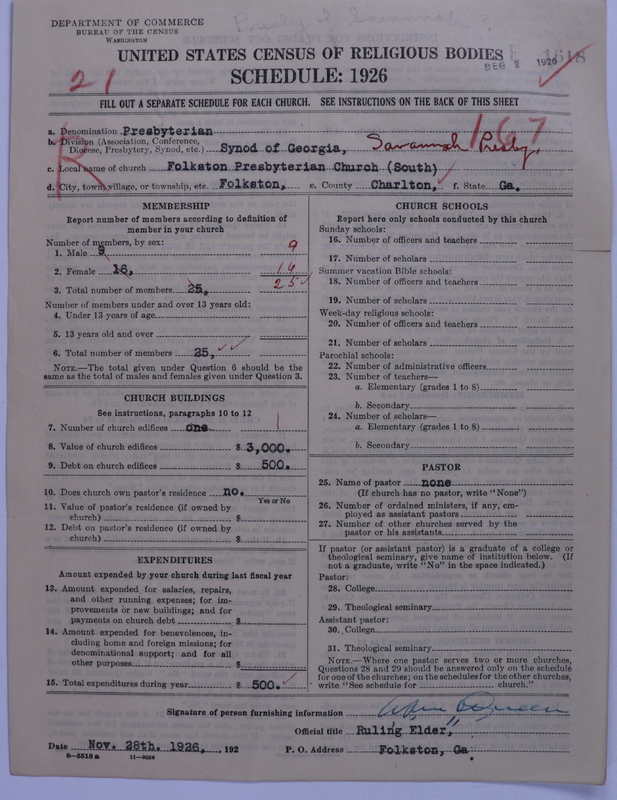 DEPARTMENT OF COMMERCE
BUREAU OF THE CENSUS
WASHINGTON
UNITED STATES CENSUS OF RELIGIOUS BODIES
DEC 2 1926 1618
SCHEDULE: 1926
21
FILL OUT A SEPARATE SCHEDULE FOR EACH CHURCH. SEE INSTRUCTIONS ON THE BACK OF THIS SHEET
a. Denomination Presbyterian
167
b. Division (Association, Conference, Diocese, Presbytery, Synod, etc.) Synod of Georgia, Savannah Presby.
c. Local name of church Folkston Presbyterian Church (South)
d. City, town, village, or township, etc. Folkston, e. County Charlton, f. State Ga.
MEMBERSHIP
Report number of members according to definition of
member in your church
Number of members, by sex:
1. Male 9 9
2. Female 16, 14
3. Total number of members 25, 25
Number of members under and over 13 years old:
4. Under 13 years of age
5. 13 years old and over
6. Total number of members 25,
NOTE.—The total given under Question 6 should be
same as the total of males and females given under Question 3.
CHURCH BUILDINGS
See instructions, paragraphs 10 to 12
7. Number of church edifices one 1
8. Value of church edifices $ 3,000.
9. Debt on church edifices $ 500.
10. Does church own pastor's residence no.
Yes or No
11. Value of pastor's residence (if owned by
church) $
12. Debt on pastor's residence (if owned by
church) $
EXPENDITURES
Amount expended by your church during last fiscal year
13. Amount expended for salaries, repairs,
and other running expenses; for im-
provements or new buildings; and for
payments on church debt $
14. Amount expended for benevolences, in-
cluding home and foreign missions; for
denominational support; and for all
other purposes $
15. Total expenditures during year $ 500.
CHURCH SCHOOLS
Report here only schools conducted by this church
Sunday schools:
16. Number of officers and teachers
17. Number of scholars
Summer vacation Bible schools:
18. Number of officers and teachers
19. Number of scholars
Week-day religious schools:
20. Number of officers and teachers
21. Number of scholars
Parochial schools:
22. Number of administrative officers
23. Number of teachers—
a. Elementary (grades 1 to 8)
b. Secondary
24. Number of scholars—
a. Elementary (grades 1 to 8)
b. Secondary
PASTOR
25. Name of pastor none
(If church has no pastor, write "None")
26. Number of ordained ministers, if any, em-
ployed as assistant pastors
27. Number of other churches served by the
pastor or his assistants
If pastor (or assistant pastor) is a graduate of a college or
theological seminary, give name of institution below. (If
not a graduate, write "No" in the space indicated.)
Pastor:
28. College
29. Theological seminary
Assistant pastor:
30. College
31. Theological seminary
NOTE.—Where one pastor serves two or more churches,
Questions 28 and 29 should be answered only on the schedule
for one of the churches; on the schedules for the other churches,
write "See schedule for church."
Signature of person furnishing information
Official title Ruling Elder,
Date Nov. 28th. 1926, 192 P. O. Address Folkston, Ga.
8—5518 a 11—9034